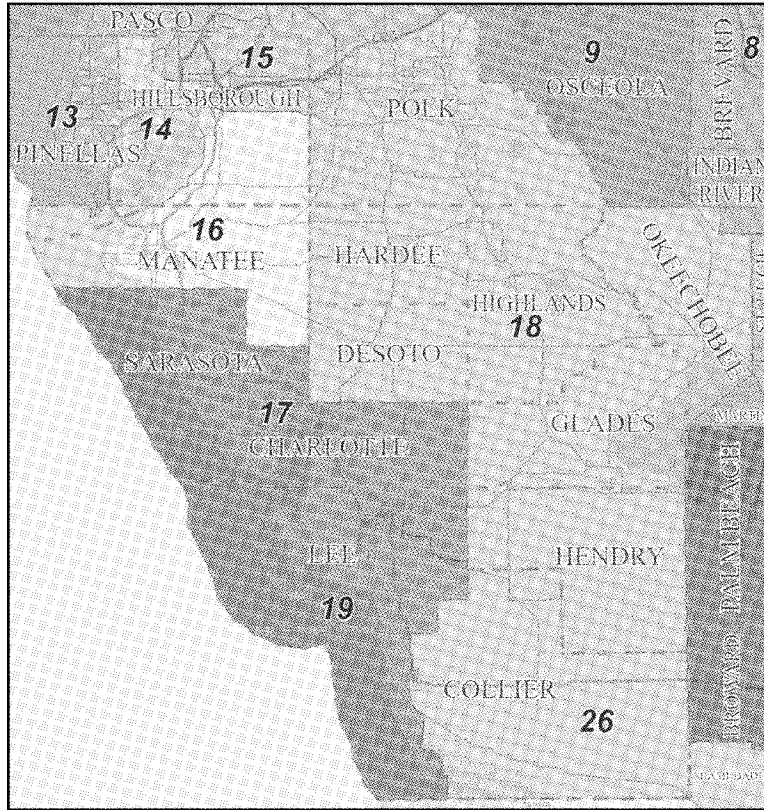 PASCO
15
9
BREVARD
8
HILLSBOROUGH
OSCEOLA
13
14
POLK
PINELLAS
INDIAN
RIVER
16
MANATEE
HARDEE
OKEECHOBEE
HIGHLANDS
18
SARASOTA
DESOTO
17
CHARLOTTE
GLADES
MARTIN
PALM BEACH
LEE
HENDRY
19
COLLIER
26
BROWARD